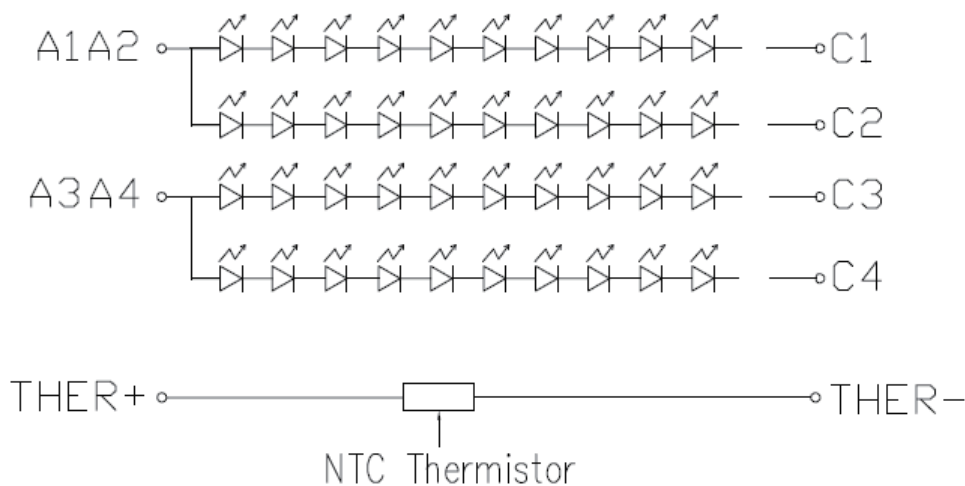 A1A2 C1
C2
A3A4 C3
C4
THER+ THER-
NTC Thermistor